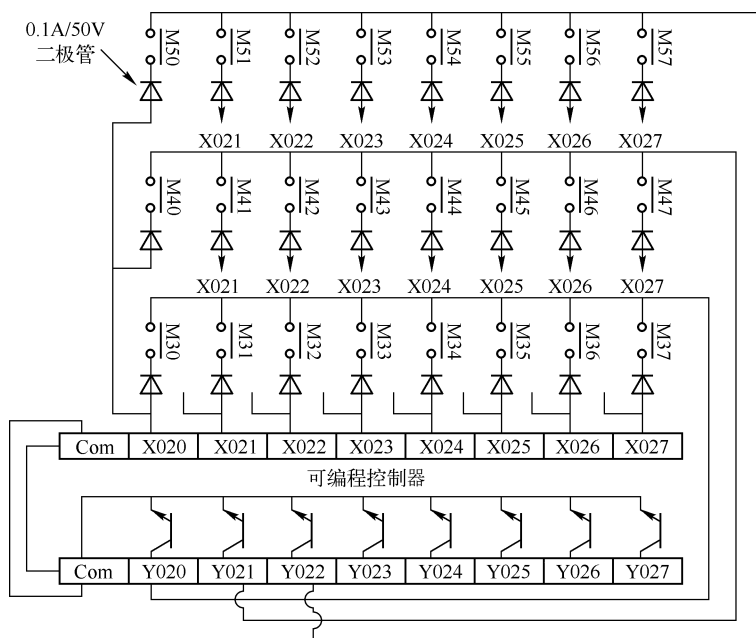 0.1A/50V
二极管
M50 M51 M52 M53 M54 M55 M56 M57
X021 X022 X023 X024 X025 X026 X027
M40 M41 M42 M43 M44 M45 M46 M47
X021 X022 X023 X024 X025 X026 X027
M30 M31 M32 M33 M34 M35 M36 M37
Com X020 X021 X022 X023 X024 X025 X026 X027
可编程控制器
Com Y020 Y021 Y022 Y023 Y024 Y025 Y026 Y027